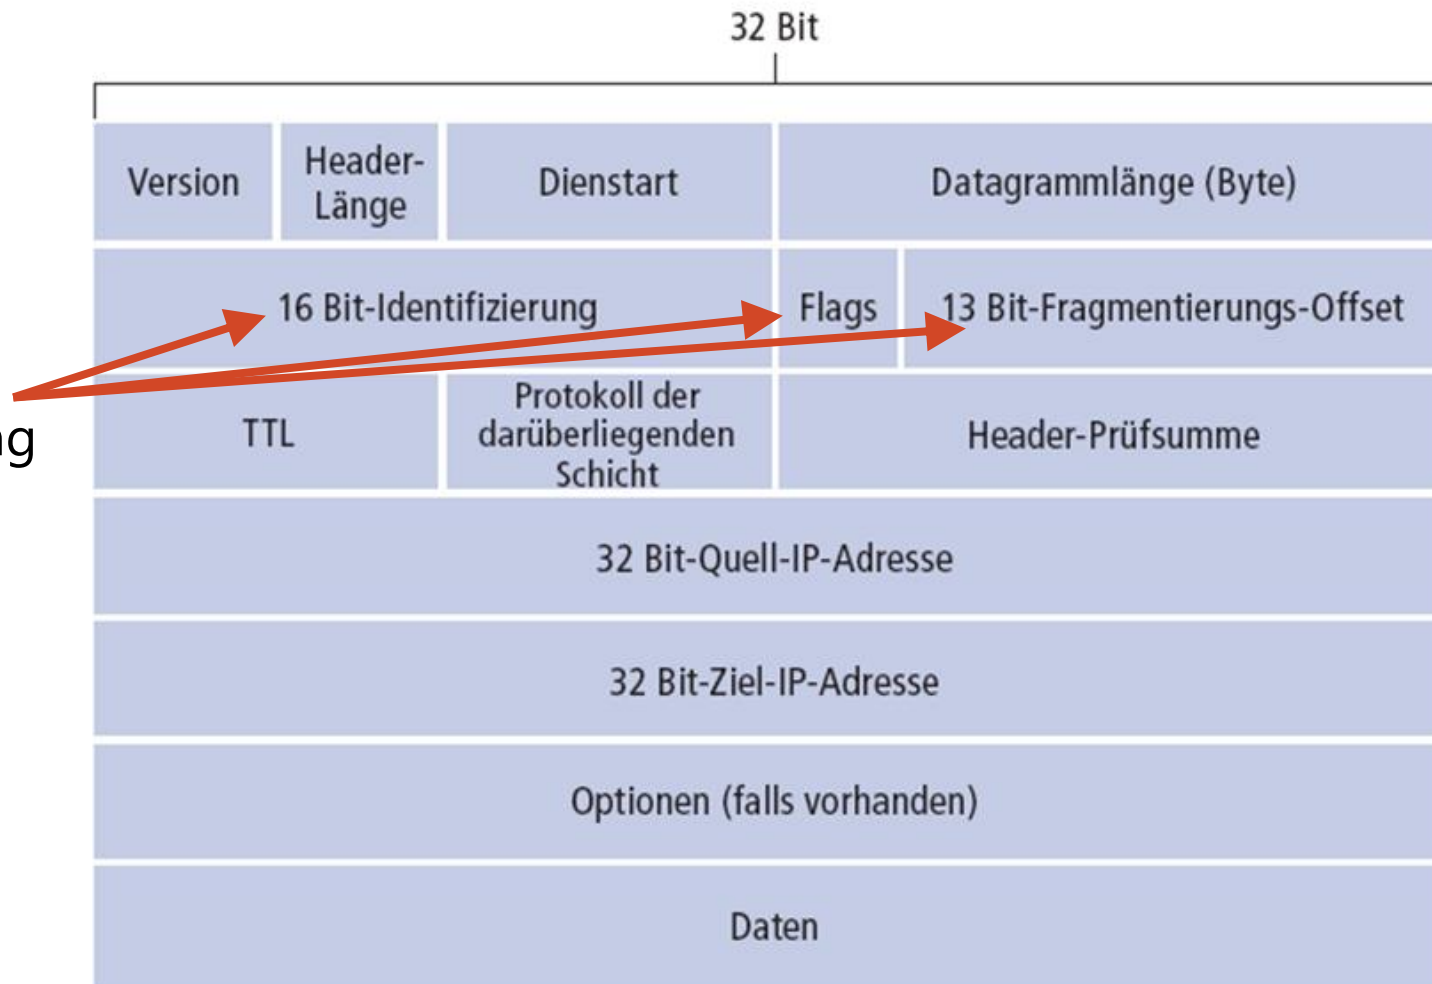 32 Bit
Version
Header-
Länge
Dienstart
Datagrammlänge (Byte)
16 Bit-Identifizierung
Flags
13 Bit-Fragmentierungs-Offset
ng
TTL
Protokoll der
darüberliegenden
Schicht
Header-Prüfsumme
32 Bit-Quell-IP-Adresse
32 Bit-Ziel-IP-Adresse
Optionen (falls vorhanden)
Daten